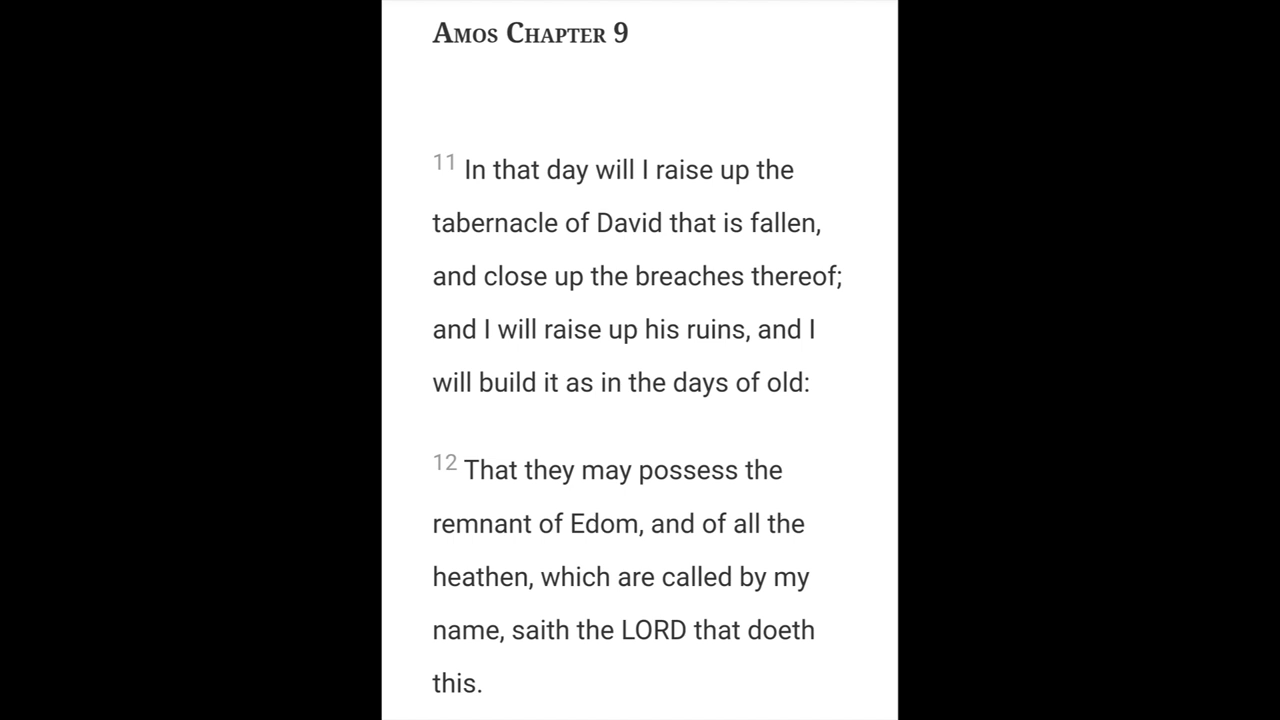 Amos Chapter 9
11 In that day will I raise up the
tabernacle of David that is fallen,
and close up the breaches thereof;
and I will raise up his ruins, and I
will build it as in the days of old:
12 That they may possess the
remnant of Edom, and of all the
heathen, which are called by my
name, saith the LORD that doeth
this.